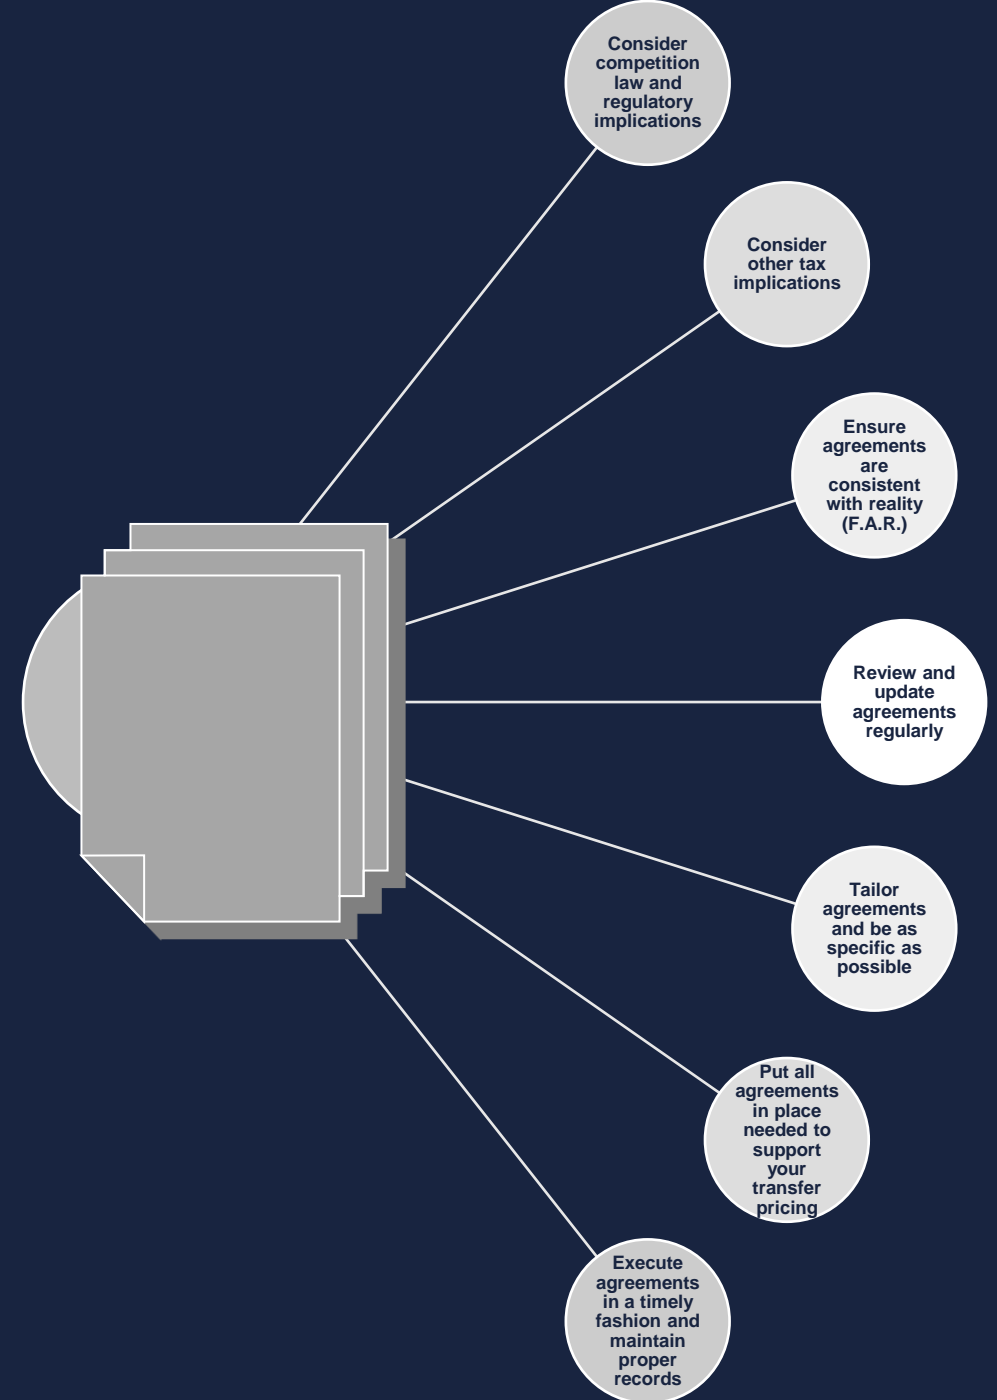 Consider
competition
law and
regulatory
implications
Consider
other tax
implications
Ensure
agreements
are
consistent
with reality
(F.A.R.)
Review and
update
agreements
regularly
Tailor
agreements
and be as
specific as
possible
Put all
agreements
in place
needed to
support
your
transfer
pricing
Execute
agreements
in a timely
fashion and
maintain
proper
records